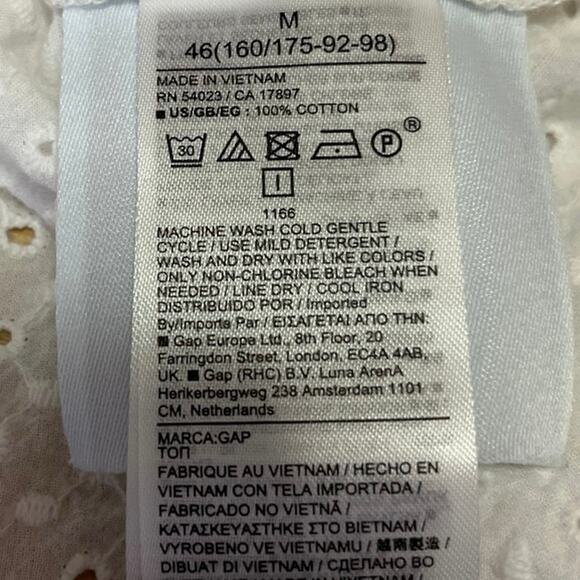 M
46(160/175-92-98)
MADE IN VIETNAM
RN 54023 / CA 17897
■ US/GB/EG : 100% COTTON
30 P ®
I
1166
MACHINE WASH COLD GENTLE
CYCLE / USE MILD DETERGENT /
WASH AND DRY WITH LIKE COLORS /
ONLY NON-CHLORINE BLEACH WHEN
NEEDED / LINE DRY / COOL IRON
DISTRIBUIDO POR / Imported
By/Importe Par / ΕΙΣΑΓΕΤΑΙ ΑΠΟ ΤΗΝ:
■ Gap Europe Ltd., 8th Floor, 20
Farringdon Street, London, EC4A 4AB,
UK. ■ Gap (RHC) B.V. Luna ArenA
Herikerbergweg 238 Amsterdam 1101
CM, Netherlands
MARCA:GAP
ТОП
FABRIQUE AU VIETNAM / HECHO EN
VIETNAM CON TELA IMPORTADA /
FABRICADO NO VIETNÃ /
ΚΑΤΑΣΚΕΥΑΣΤΗΚΕ ΣΤΟ ΒΙΕΤΝΑΜ /
VYROBENO VE VIETNAMU / 越南製造 /
DIBUAT DI VIETNAM / СДЕЛАНО ВО